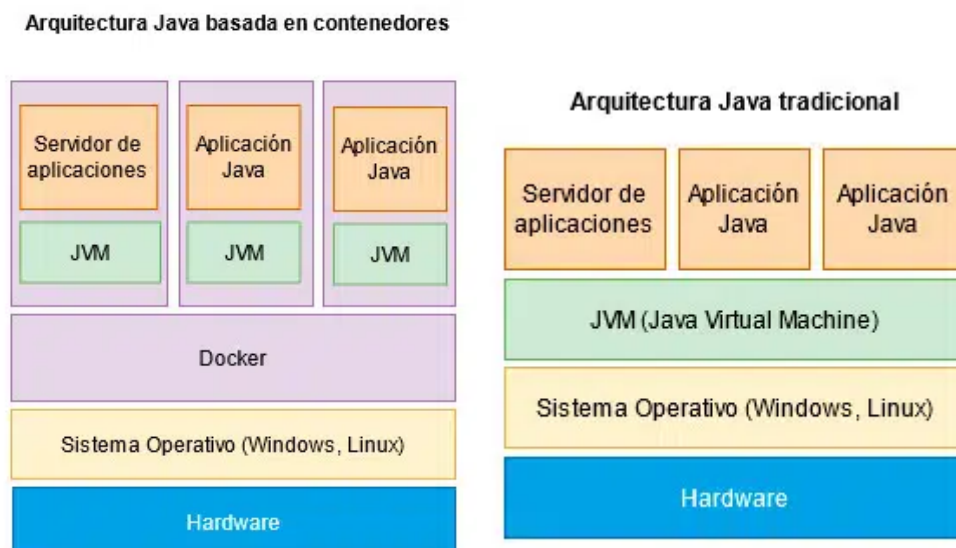 Arquitectura Java basada en contenedores
Servidor de
aplicaciones
JVM
Aplicación
Java
JVM
Aplicación
Java
JVM
Docker
Sistema Operativo (Windows, Linux)
Hardware
Arquitectura Java tradicional
Servidor de
aplicaciones
Aplicación
Java
Aplicación
Java
JVM (Java Virtual Machine)
Sistema Operativo (Windows, Linux)
Hardware